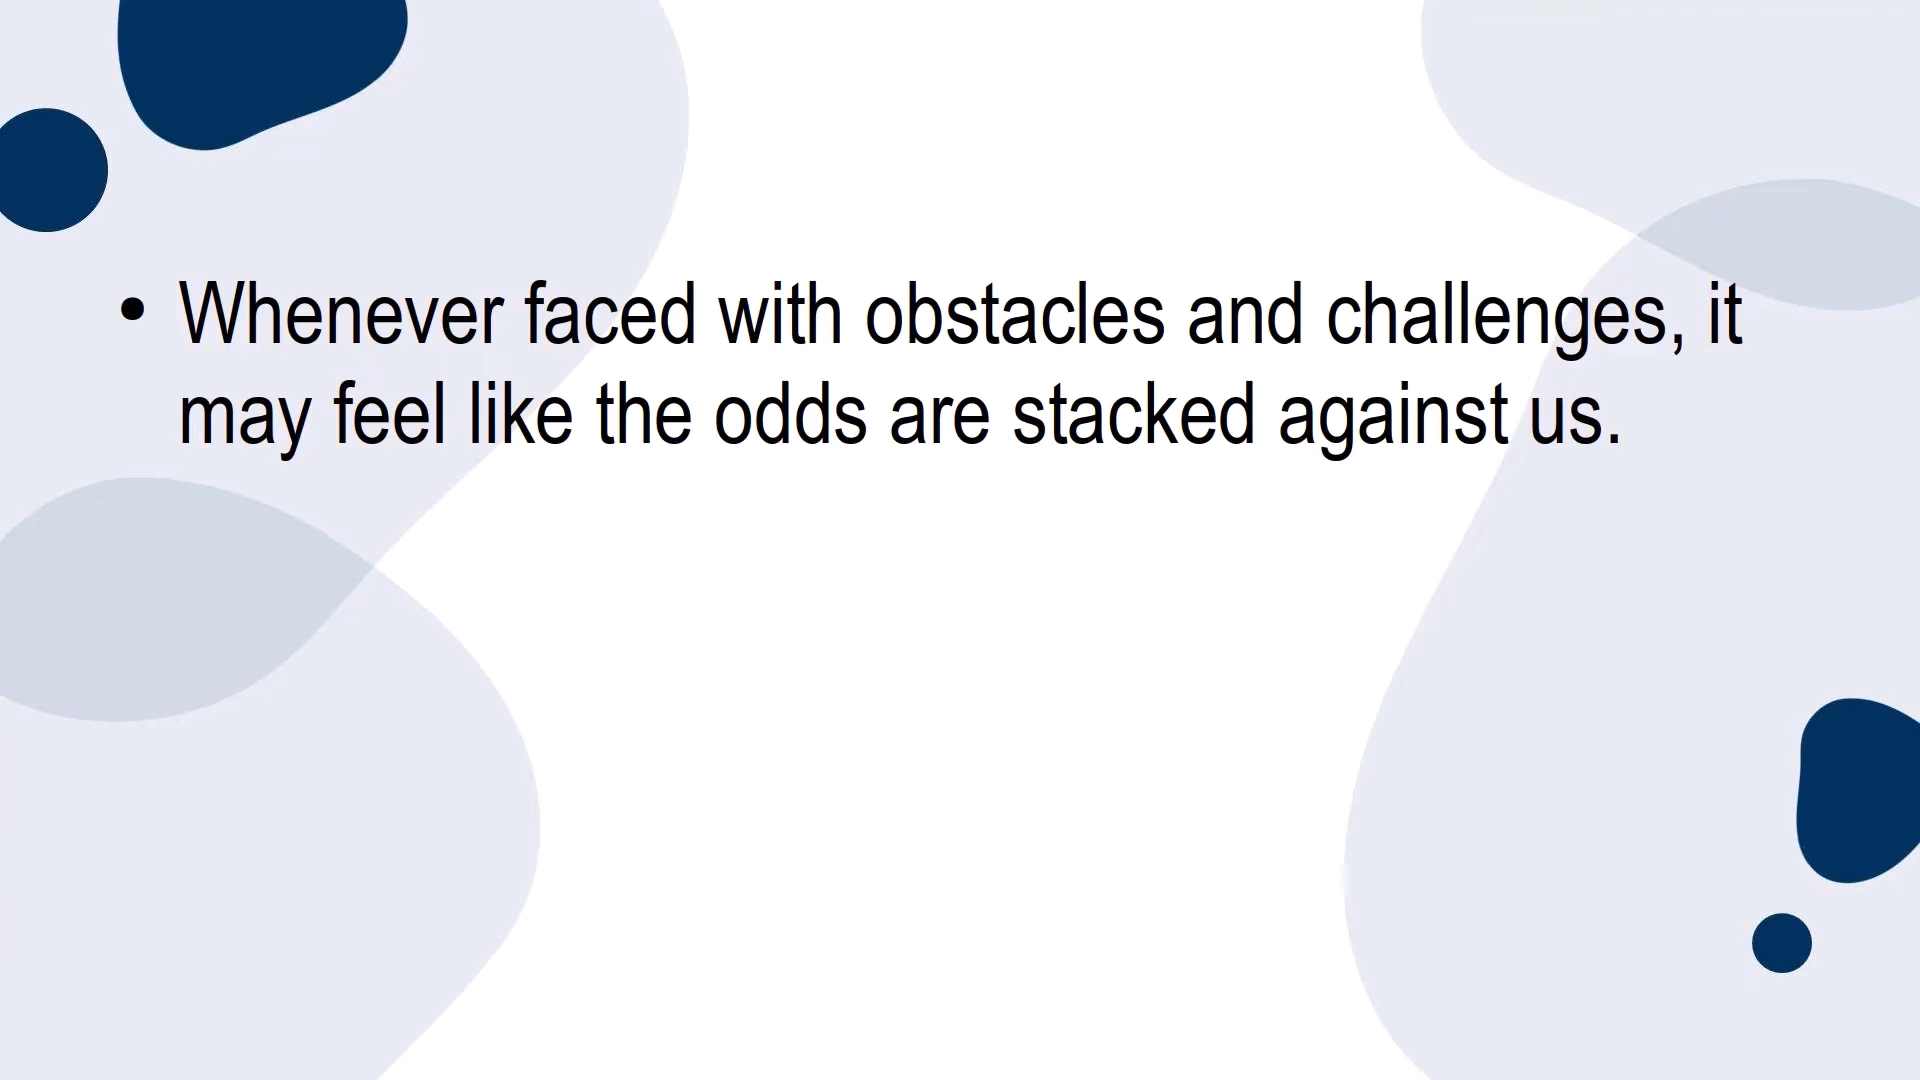 • Whenever faced with obstacles and challenges, it
may feel like the odds are stacked against us.